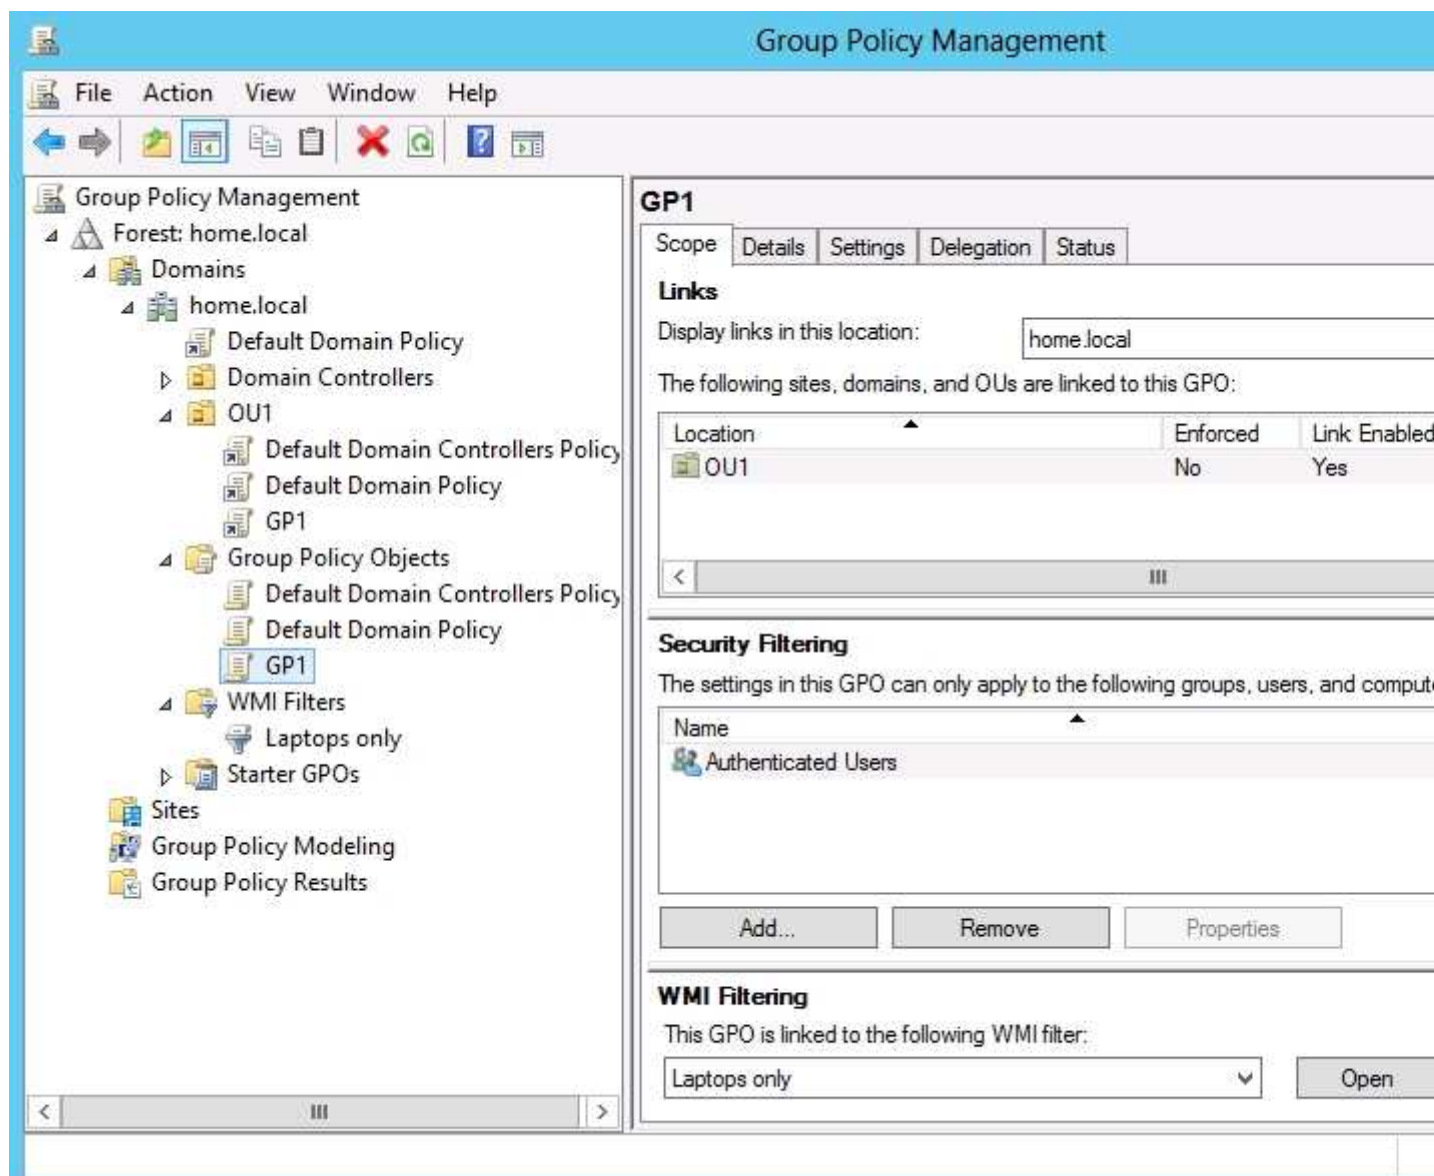 Group Policy Management
File Action View Window Help
Group Policy Management
Forest: home.local
Domains
home.local
Default Domain Policy
Domain Controllers
OU1
Default Domain Controllers Policy
Default Domain Policy
GP1
Group Policy Objects
Default Domain Controllers Policy
Default Domain Policy
GP1
WMI Filters
Laptops only
Starter GPOs
Sites
Group Policy Modeling
Group Policy Results
GP1
Scope Details Settings Delegation Status
Links
Display links in this location: home.local
The following sites, domains, and OUs are linked to this GPO:
Location Enforced Link Enabled
OU1 No Yes
Security Filtering
The settings in this GPO can only apply to the following groups, users, and compute
Name
Authenticated Users
Add... Remove Properties
WMI Filtering
This GPO is linked to the following WMI filter:
Laptops only Open